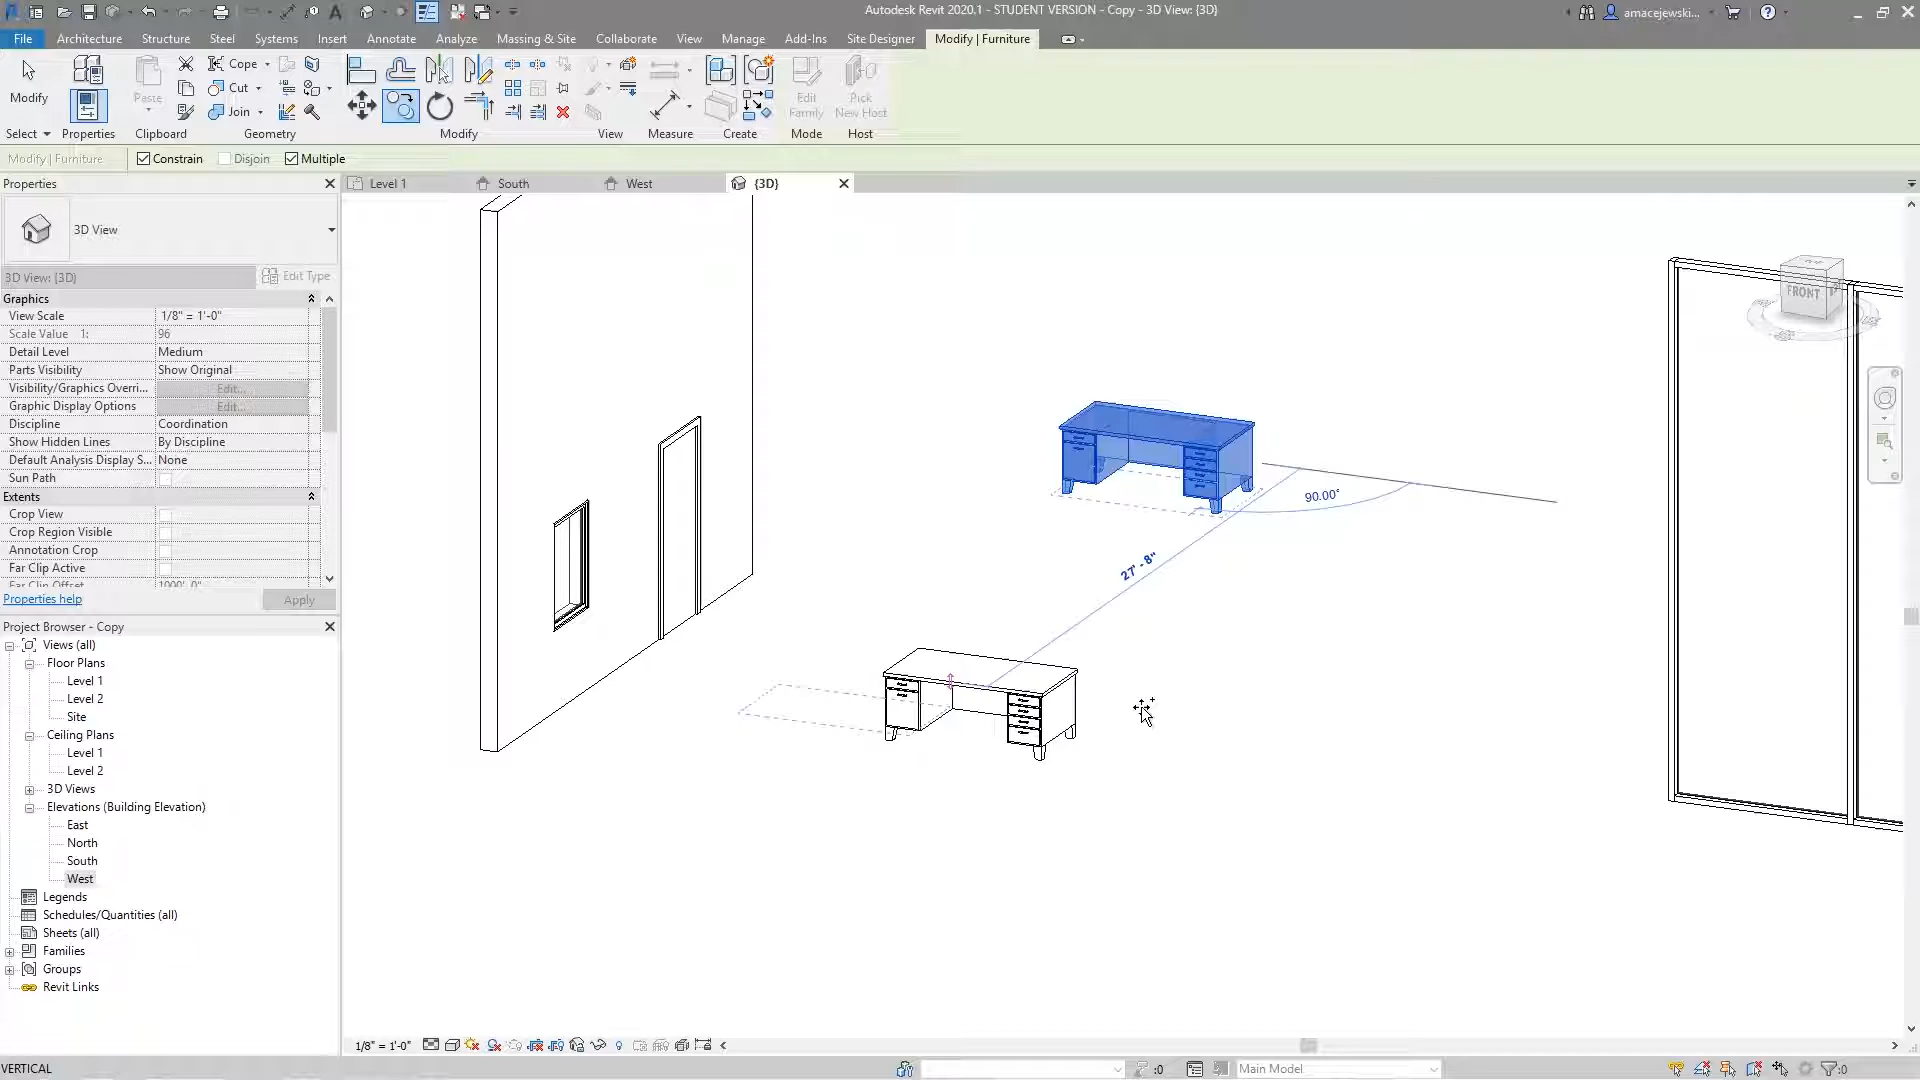 Autodesk Revit 2020.1 - STUDENT VERSION - Copy - 3D View: {3D}
amacejewski...
File Architecture Structure Steel Systems Insert Annotate Analyze Massing & Site Collaborate View Manage Add-Ins Site Designer Modify | Furniture
Modify
Paste
Cope
Cut
Join
Edit
Family
Pick
New Host
Select Properties Clipboard Geometry Modify View Measure Create Mode Host
Modify | Furniture Constrain Disjoin Multiple
Properties
Level 1 South West {3D}
3D View
3D View: {3D} Edit Type
Graphics
View Scale 1/8" = 1'-0"
Scale Value 1: 96
Detail Level Medium
Parts Visibility Show Original
Visibility/Graphics Overri... Edit...
Graphic Display Options Edit...
Discipline Coordination
Show Hidden Lines By Discipline
Default Analysis Display S... None
Sun Path
Extents
Crop View
Crop Region Visible
Annotation Crop
Far Clip Active
Far Clip Offset 1000' 0"
Properties help Apply
Project Browser - Copy
Views (all)
Floor Plans
Level 1
Level 2
Site
Ceiling Plans
Level 1
Level 2
3D Views
Elevations (Building Elevation)
East
North
South
West
Legends
Schedules/Quantities (all)
Sheets (all)
Families
Groups
Revit Links
FRONT
90.00°
27' - 8"
1/8" = 1'-0"
VERTICAL
:0
Main Model
:0